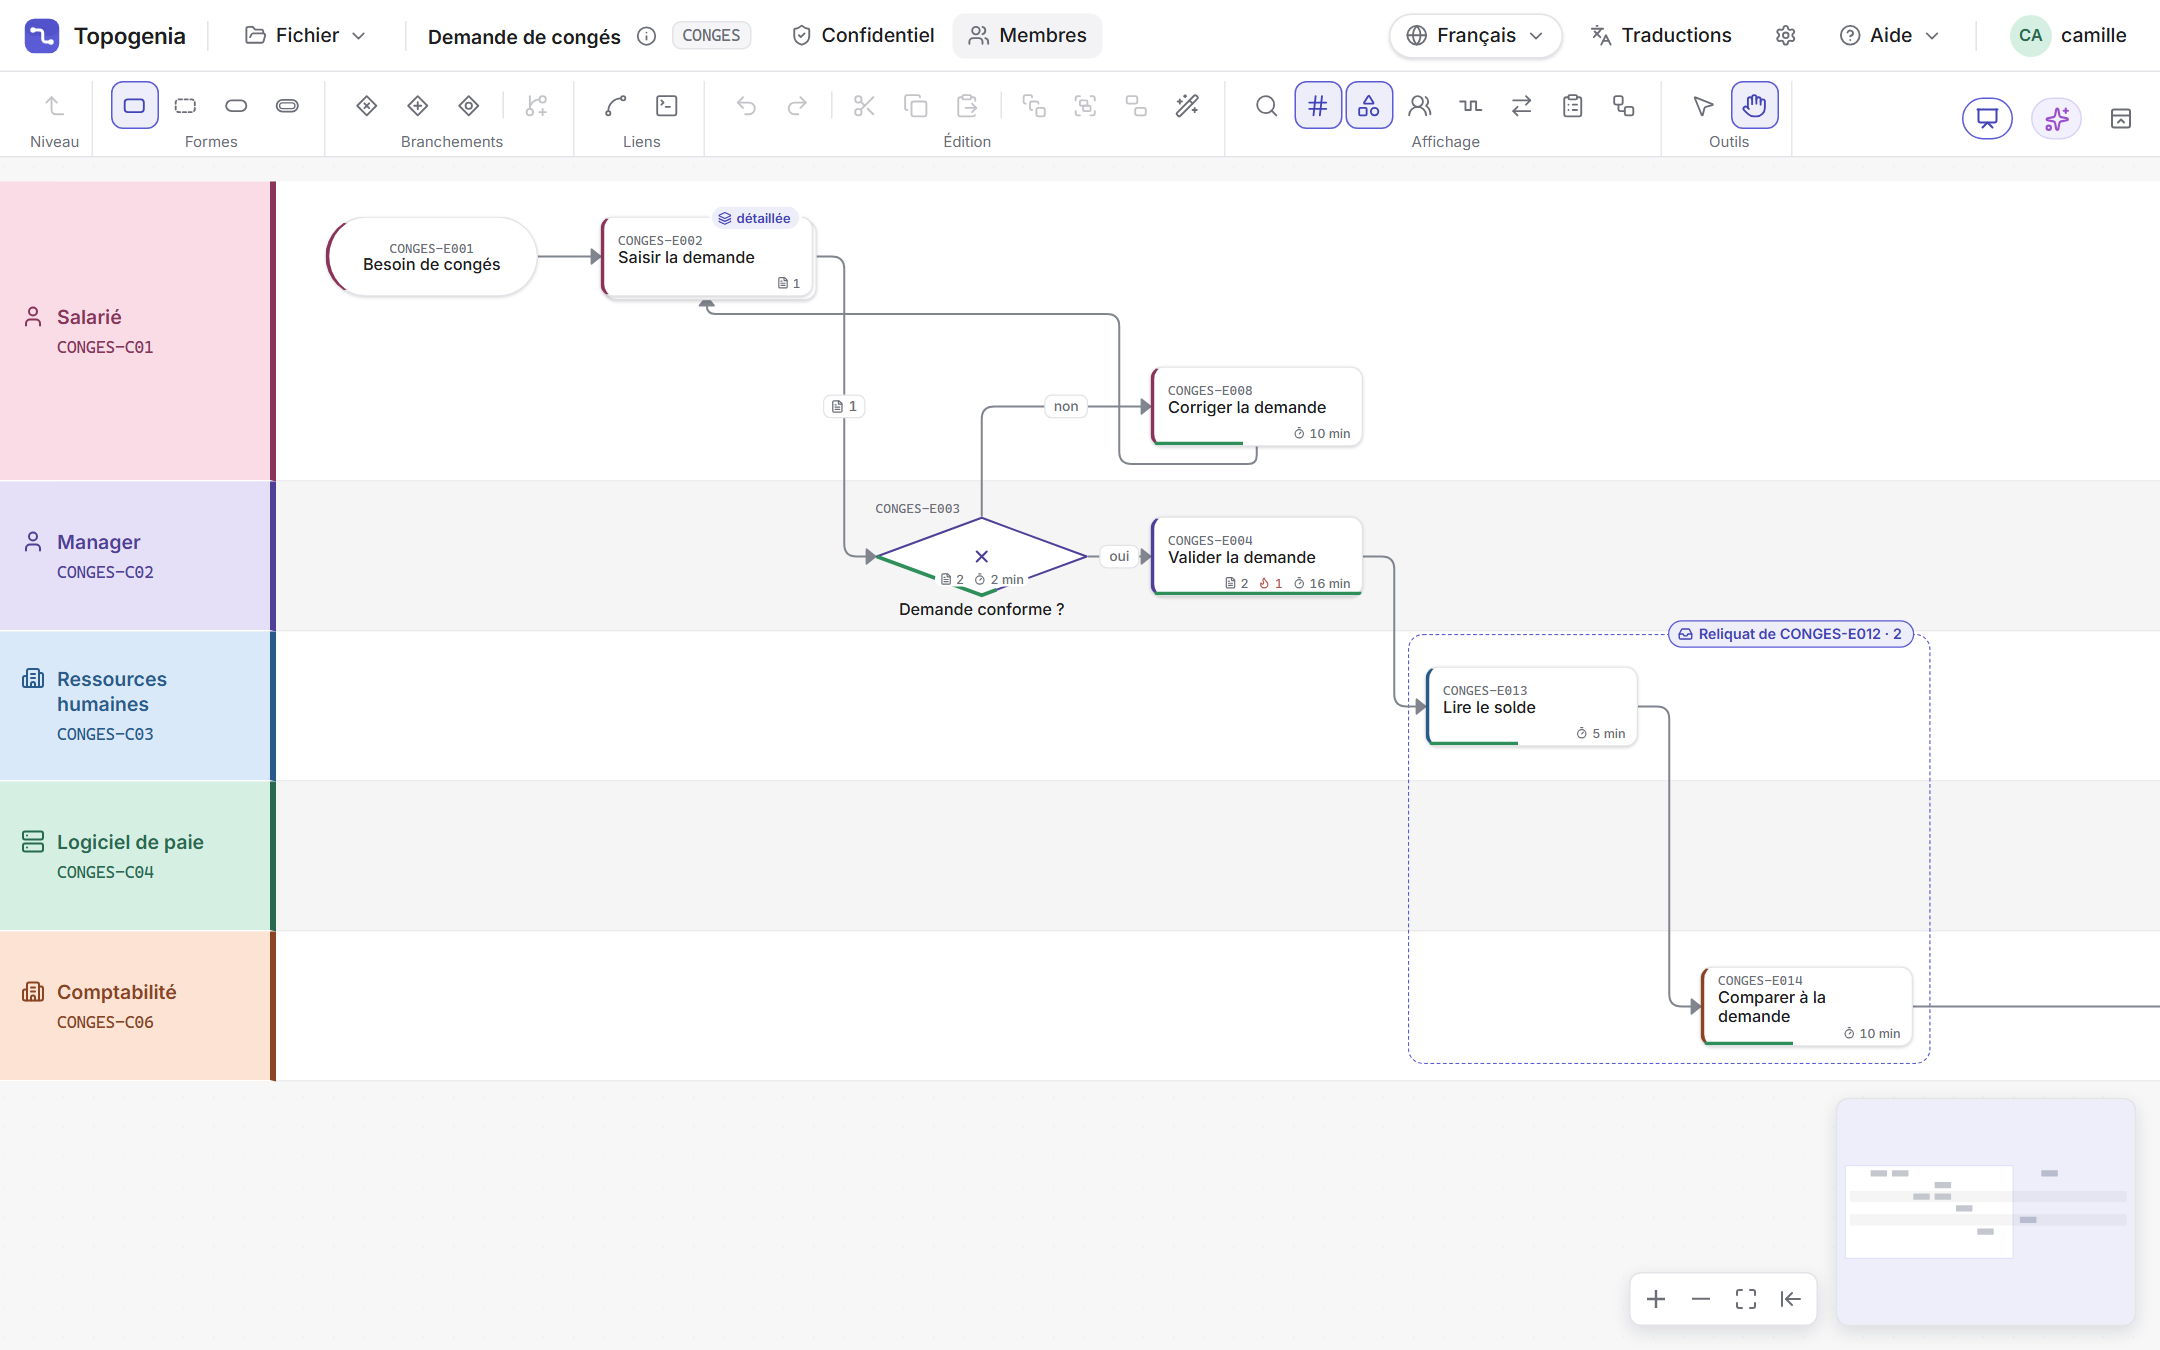 Topogenia
Fichier
Demande de congés
CONGES
Confidentiel
Membres
Français
Traductions
Aide
CA
camille
Niveau
Formes
Branchements
Liens
Édition
Affichage
Outils
Salarié
CONGES-C01
CONGES-E001
Besoin de congés
détaillée
CONGES-E002
Saisir la demande
1
1
non
CONGES-E008
Corriger la demande
10 min
Manager
CONGES-C02
CONGES-E003
2 2 min
Demande conforme ?
oui
CONGES-E004
Valider la demande
2 1 16 min
Ressources
humaines
CONGES-C03
Reliquat de CONGES-E012 · 2
CONGES-E013
Lire le solde
5 min
Logiciel de paie
CONGES-C04
Comptabilité
CONGES-C06
CONGES-E014
Comparer à la
demande
10 min